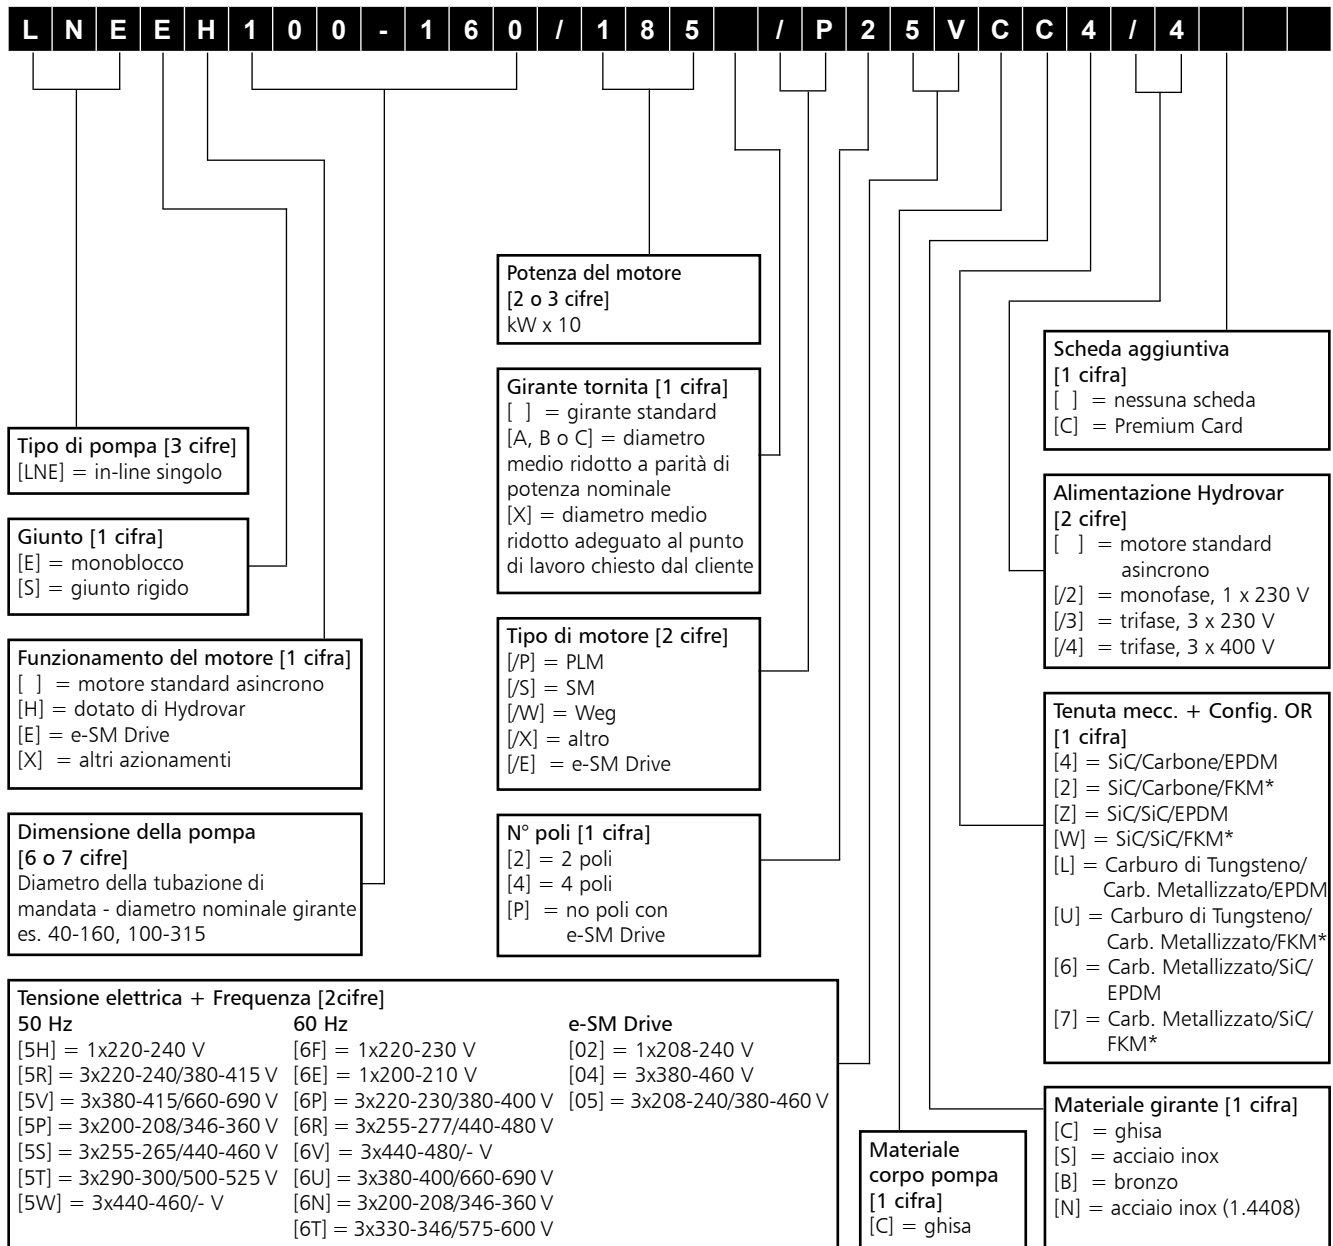 LNEEH100-160/185 /P25VCC4/4
Potenza del motore
[2 o 3 cifre]
kW x 10
Girante tornita [1 cifra]
[ ] = girante standard
[A, B o C] = diametro
medio ridotto a parità di
potenza nominale
[X] = diametro medio
ridotto adeguato al punto
di lavoro chiesto dal cliente
Scheda aggiuntiva
[1 cifra]
[ ] = nessuna scheda
[C] = Premium Card
Tipo di pompa [3 cifre]
[LNE] = in-line singolo
Alimentazione Hydrovar
[2 cifre]
[ ] = motore standard
asincrono
[/2] = monofase, 1 x 230 V
[/3] = trifase, 3 x 230 V
[/4] = trifase, 3 x 400 V
Giunto [1 cifra]
[E] = monoblocco
[S] = giunto rigido
Tipo di motore [2 cifre]
[/P] = PLM
[/S] = SM
[/W] = Weg
[/X] = altro
[/E] = e-SM Drive
Funzionamento del motore [1 cifra]
[ ] = motore standard asincrono
[H] = dotato di Hydrovar
[E] = e-SM Drive
[X] = altri azionamenti
Tenuta mecc. + Config. OR
[1 cifra]
[4] = SiC/Carbone/EPDM
[2] = SiC/Carbone/FKM*
[Z] = SiC/SiC/EPDM
[W] = SiC/SiC/FKM*
[L] = Carburo di Tungsteno/
Carb. Metallizzato/EPDM
[U] = Carburo di Tungsteno/
Carb. Metallizzato/FKM*
[6] = Carb. Metallizzato/SiC/
EPDM
[7] = Carb. Metallizzato/SiC/
FKM*
Dimensione della pompa
[6 o 7 cifre]
Diametro della tubazione di
mandata - diametro nominale girante
es. 40-160, 100-315
N° poli [1 cifra]
[2] = 2 poli
[4] = 4 poli
[P] = no poli con
e-SM Drive
Tensione elettrica + Frequenza [2cifre]
50 Hz
[5H] = 1x220-240 V
[5R] = 3x220-240/380-415 V
[5V] = 3x380-415/660-690 V
[5P] = 3x200-208/346-360 V
[5S] = 3x255-265/440-460 V
[5T] = 3x290-300/500-525 V
[5W] = 3x440-460/- V
60 Hz
[6F] = 1x220-230 V
[6E] = 1x200-210 V
[6P] = 3x220-230/380-400 V
[6R] = 3x255-277/440-480 V
[6V] = 3x440-480/- V
[6U] = 3x380-400/660-690 V
[6N] = 3x200-208/346-360 V
[6T] = 3x330-346/575-600 V
e-SM Drive
[02] = 1x208-240 V
[04] = 3x380-460 V
[05] = 3x208-240/380-460 V
Materiale
corpo pompa
[1 cifra]
[C] = ghisa
Materiale girante [1 cifra]
[C] = ghisa
[S] = acciaio inox
[B] = bronzo
[N] = acciaio inox (1.4408)